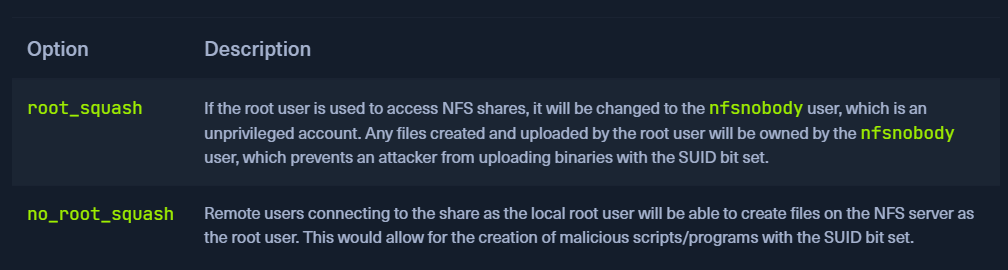 Option Description
root_squash If the root user is used to access NFS shares, it will be changed to the nfsnobody user, which is an
unprivileged account. Any files created and uploaded by the root user will be owned by the nfsnobody
user, which prevents an attacker from uploading binaries with the SUID bit set.
no_root_squash Remote users connecting to the share as the local root user will be able to create files on the NFS server as
the root user. This would allow for the creation of malicious scripts/programs with the SUID bit set.